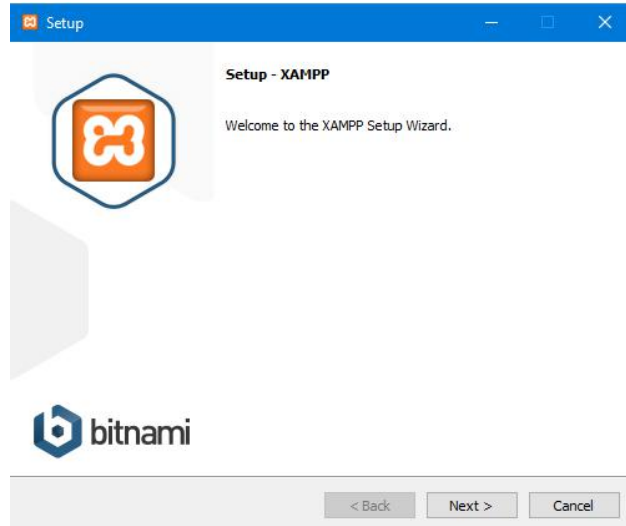 Setup
Setup - XAMPP
Welcome to the XAMPP Setup Wizard.
bitnami
< Back
Next >
Cancel